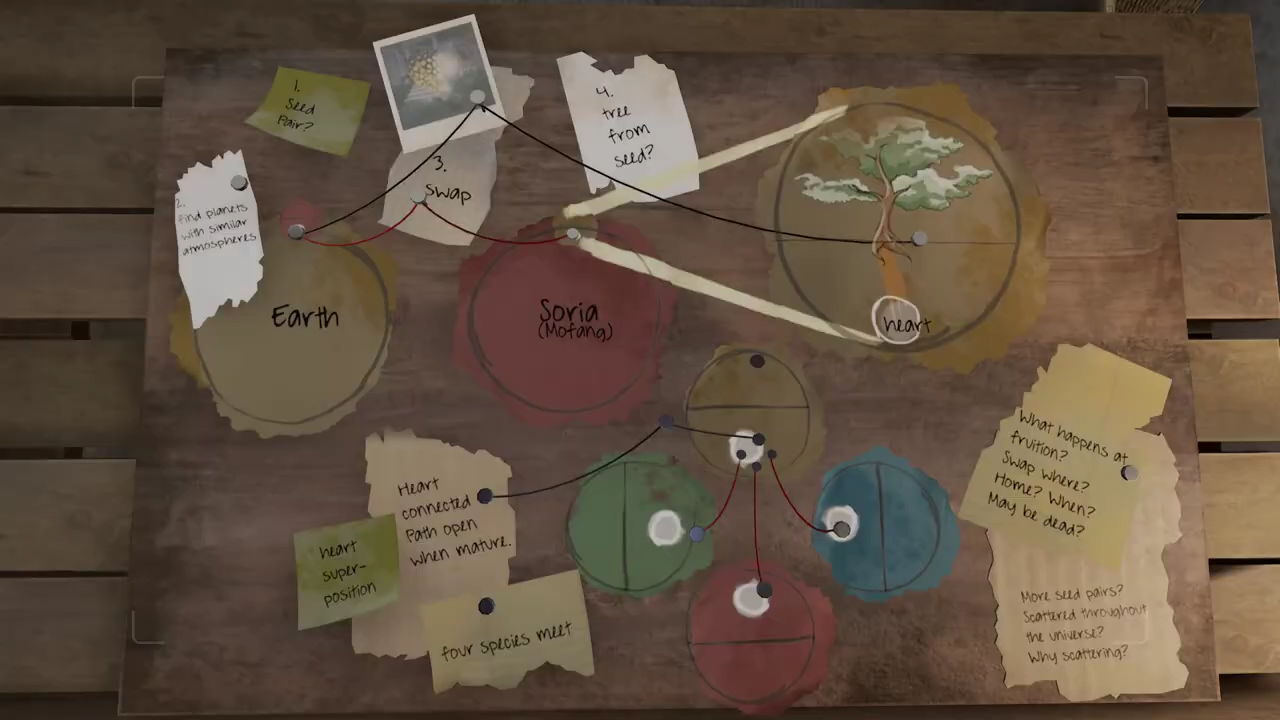 1.
Seed
Pair?
2.
Find planets
with similar
atmospheres
3.
Swap
4.
tree
from
seed?
Earth
Soria
(Mofang)
heart
Heart
connected
Path open
when mature.
heart
super-
position
four species meet
What happens at
fruition?
Swap where?
Home? When?
May be dead?
More seed pairs?
Scattered throughout
the universe?
Why scattering?